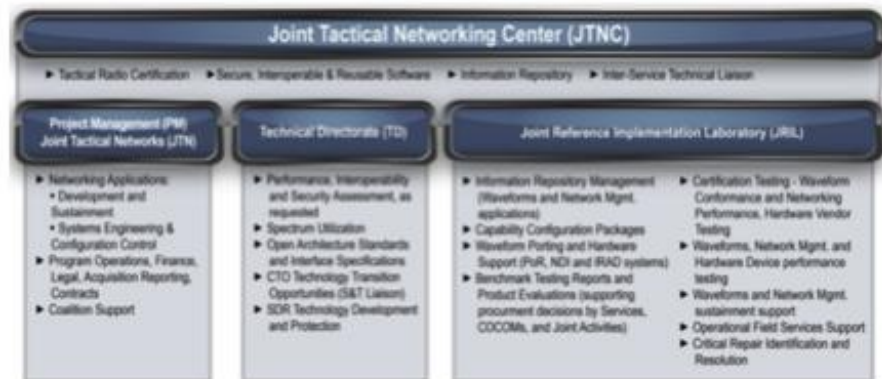 Joint Tactical Networking Center (JTNC)
► Tactical Radio Certification ► Secure, Interoperable & Reusable Software ► Information Repository ► Inter-Service Technical Liaison
Project Management (PM)
Joint Tactical Networks (JTN)
► Networking Applications:
• Development and
Sustainment
• Systems Engineering &
Configuration Control
► Program Operations, Finance,
Legal, Acquisition Reporting,
Contracts
► Coalition Support
Technical Directorate (TD)
► Performance, Interoperability
and Security Assessment, as
requested
► Spectrum Utilization
► Open Architecture Standards
and Interface Specifications
► CTO Technology Transition
Opportunities (S&T Liaison)
► SDR Technology Development
and Protection
Joint Reference Implementation Laboratory (JRIL)
► Information Repository Management
(Waveforms and Network Mgmt.
applications)
► Capability Configuration Packages
► Waveform Porting and Hardware
Support (PoR, NDI and IRAD systems)
► Benchmark Testing Reports and
Product Evaluations (supporting
procurement decisions by Services,
COCOMs, and Joint Activities)
► Certification Testing - Waveform
Conformance and Networking
Performance, Hardware Vendor
Testing
► Waveforms, Network Mgmt. and
Hardware Device performance
testing
► Waveforms and Network Mgmt.
sustainment support
► Operational Field Services Support
► Critical Repair Identification and
Resolution